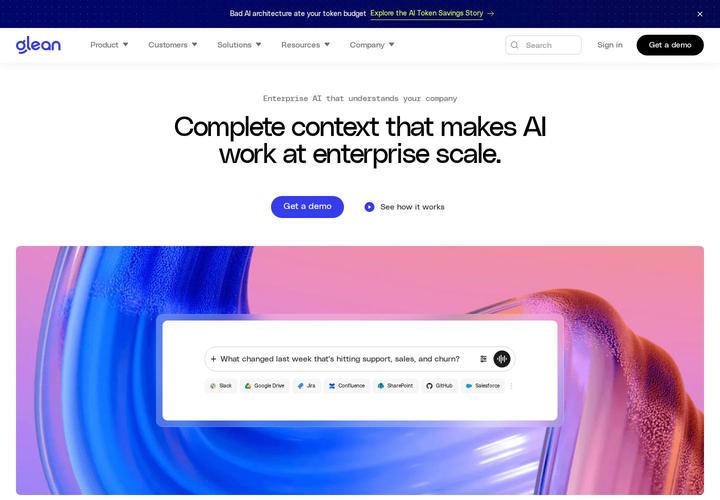 Bad AI architecture ate your token budget Explore the AI Token Savings Story →
glean Product Customers Solutions Resources Company Search Sign in Get a demo
Enterprise AI that understands your company
Complete context that makes AI
work at enterprise scale.
Get a demo See how it works
+ What changed last week that's hitting support, sales, and churn?
Slack Google Drive Jira Confluence SharePoint GitHub Salesforce